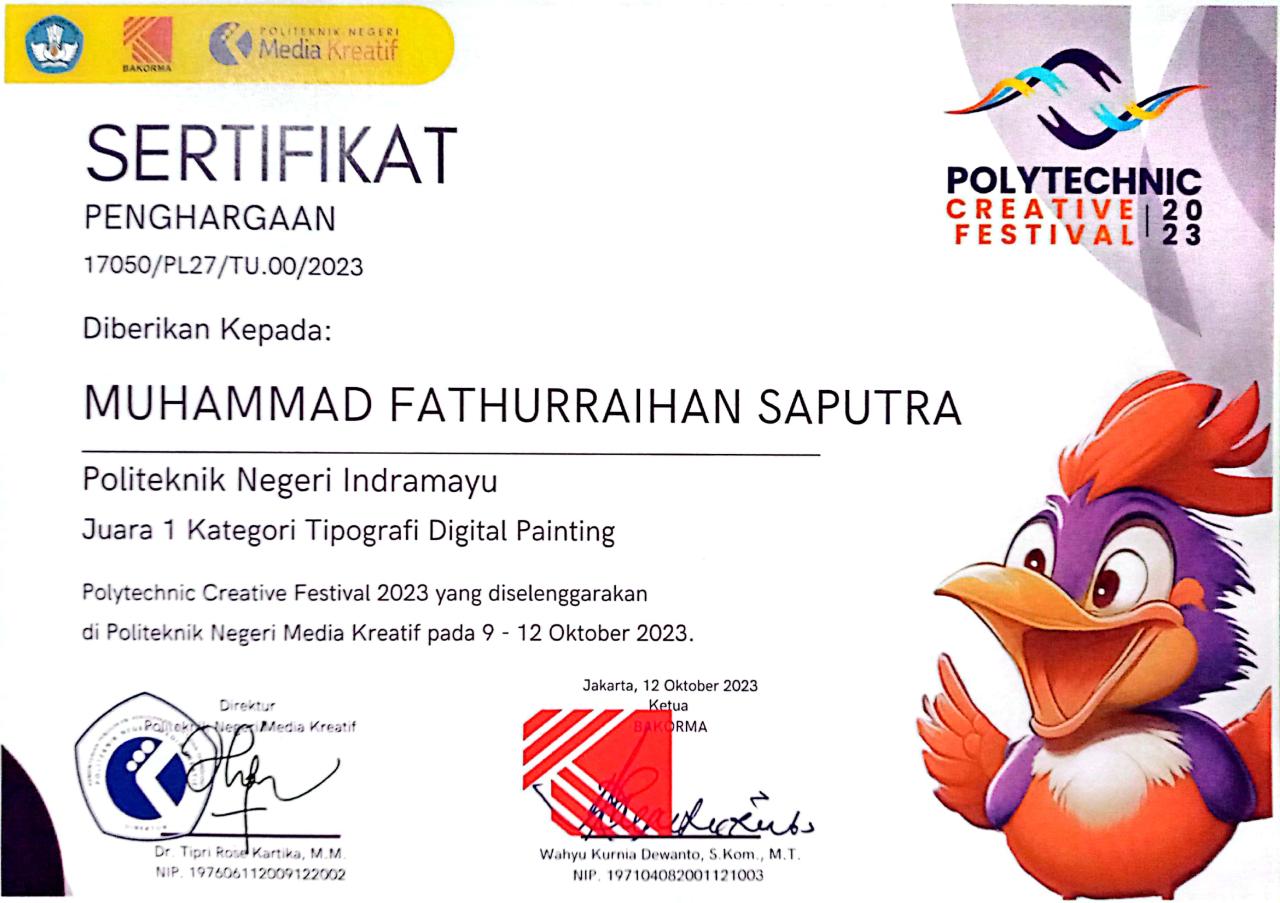 BAKORMA
POLITEKNIK NEGERI
Media Kreatif
POLYTECHNIC
CREATIVE
FESTIVAL
20
23
SERTIFIKAT
PENGHARGAAN
17050/PL27/TU.00/2023
Diberikan Kepada:
MUHAMMAD FATHURRAIHAN SAPUTRA
Politeknik Negeri Indramayu
Juara 1 Kategori Tipografi Digital Painting
Polytechnic Creative Festival 2023 yang diselenggarakan
di Politeknik Negeri Media Kreatif pada 9 - 12 Oktober 2023.
Direktur
Politeknik Negeri Media Kreatif
DIREKTUR
Dr. Tipri Rose Kartika, M.M.
NIP. 197606112009122002
Jakarta, 12 Oktober 2023
Ketua
BAKORMA
Wahyu Kurnia Dewanto, S.Kom., M.T.
NIP. 197104082001121003